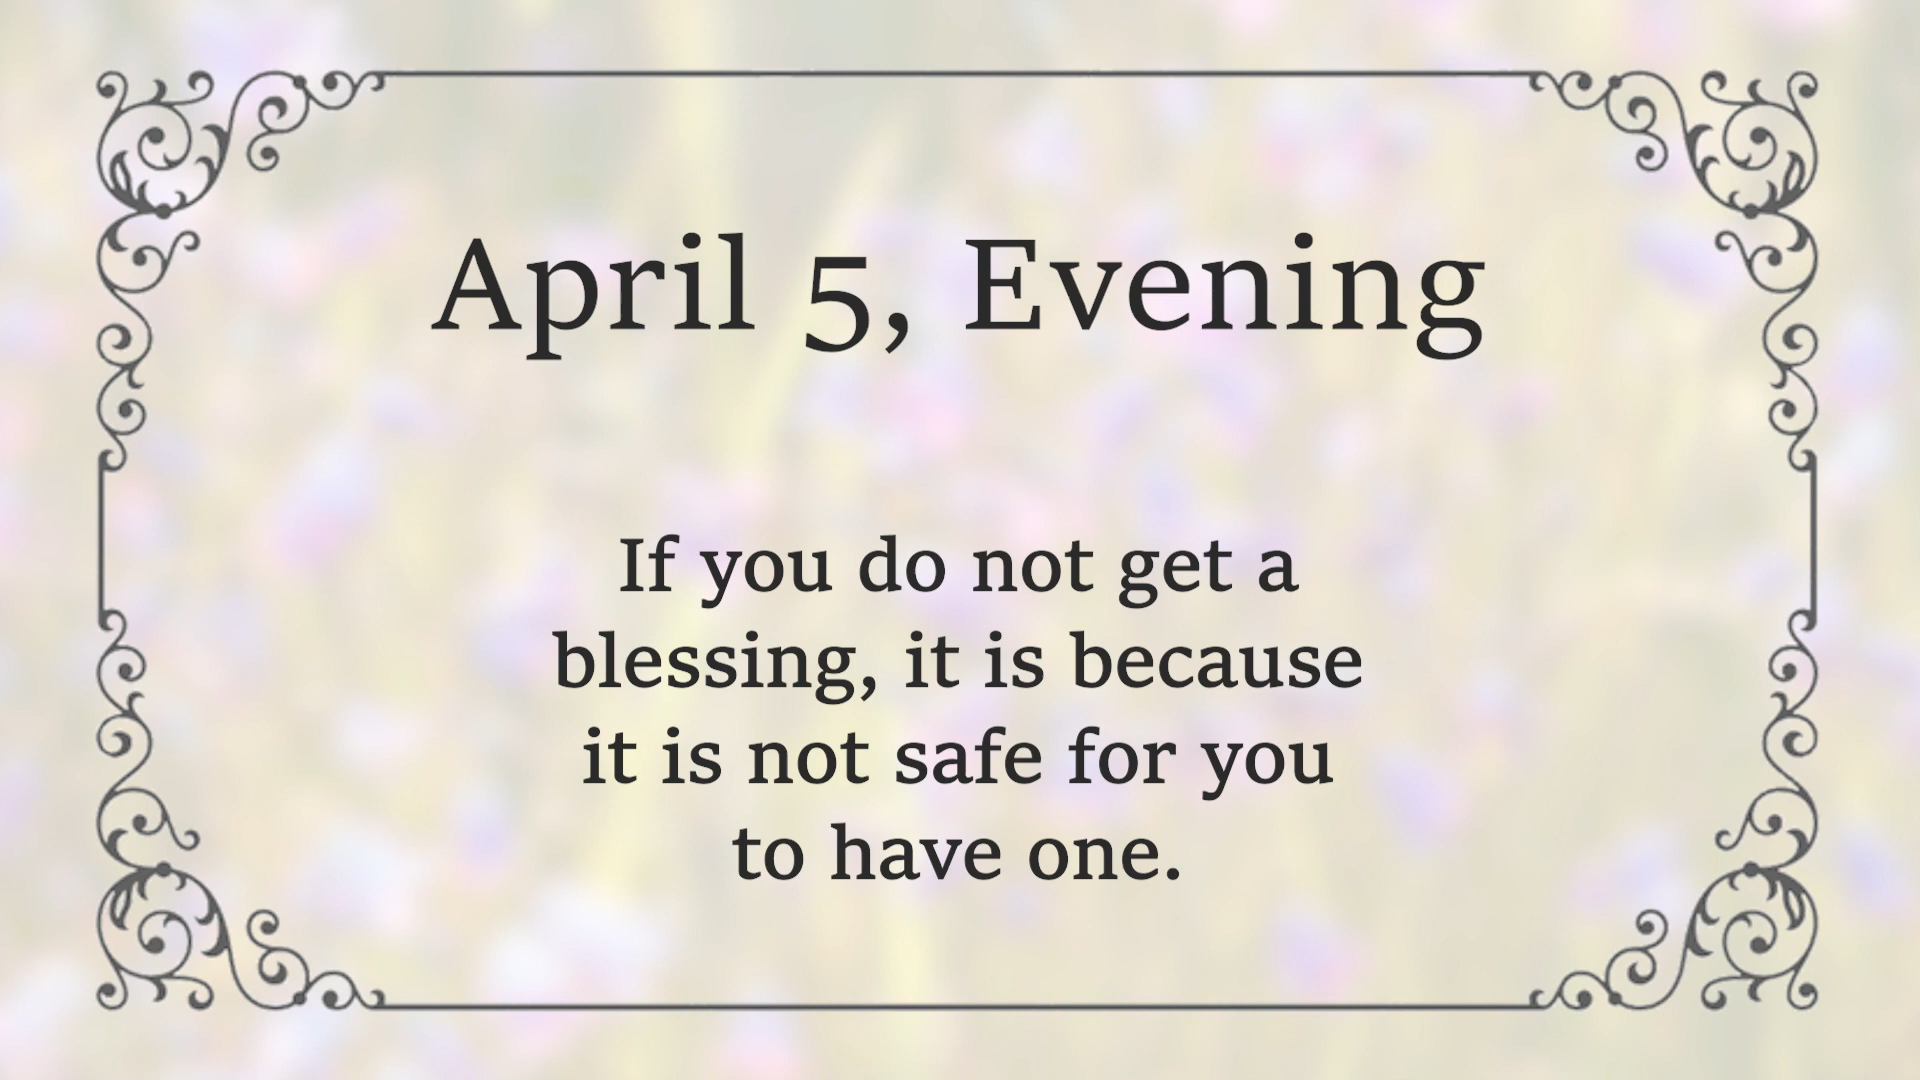 April 5, Evening
If you do not get a
blessing, it is because
it is not safe for you
to have one.